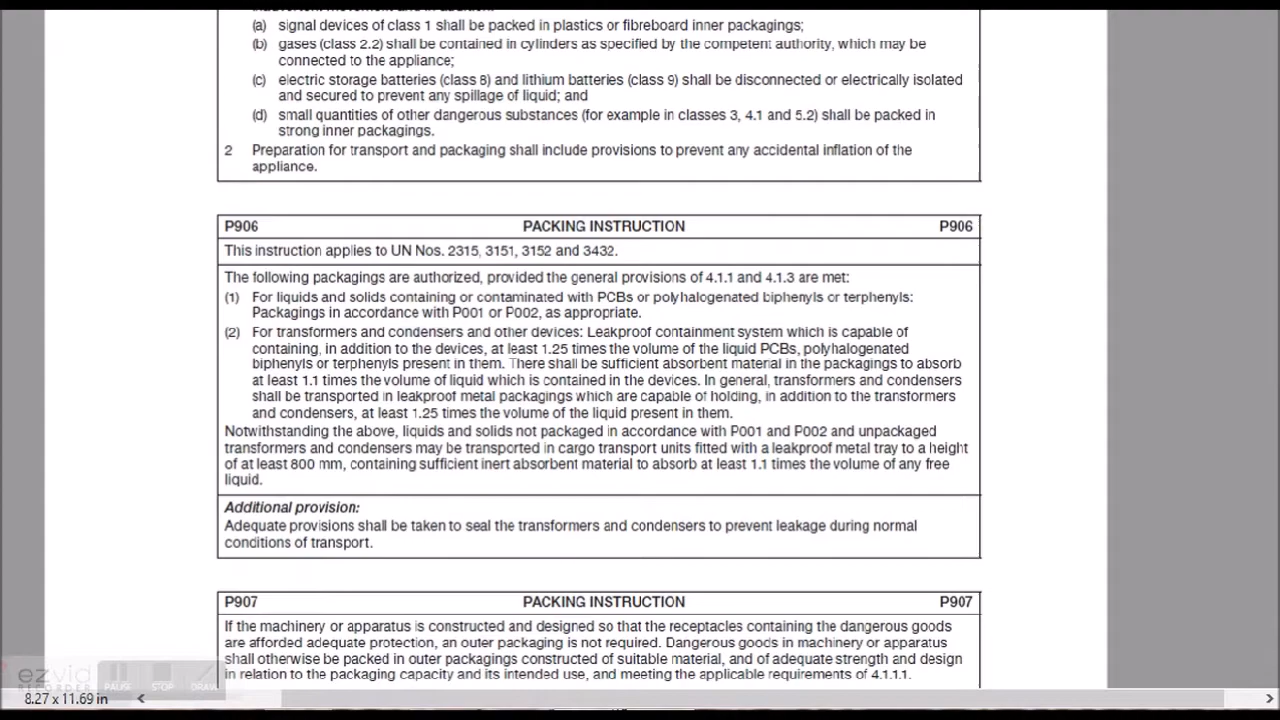 (a) signal devices of class 1 shall be packed in plastics or fibreboard inner packagings;
(b) gases (class 2.2) shall be contained in cylinders as specified by the competent authority, which may be
connected to the appliance;
(c) electric storage batteries (class 8) and lithium batteries (class 9) shall be disconnected or electrically isolated
and secured to prevent any spillage of liquid; and
(d) small quantities of other dangerous substances (for example in classes 3, 4.1 and 5.2) shall be packed in
strong inner packagings.
2 Preparation for transport and packaging shall include provisions to prevent any accidental inflation of the
appliance.
P906 PACKING INSTRUCTION P906
This instruction applies to UN Nos. 2315, 3151, 3152 and 3432.
The following packagings are authorized, provided the general provisions of 4.1.1 and 4.1.3 are met:
(1) For liquids and solids containing or contaminated with PCBs or polyhalogenated biphenyls or terphenyls:
Packagings in accordance with P001 or P002, as appropriate.
(2) For transformers and condensers and other devices: Leakproof containment system which is capable of
containing, in addition to the devices, at least 1.25 times the volume of the liquid PCBs, polyhalogenated
biphenyls or terphenyls present in them. There shall be sufficient absorbent material in the packagings to absorb
at least 1.1 times the volume of liquid which is contained in the devices. In general, transformers and condensers
shall be transported in leakproof metal packagings which are capable of holding, in addition to the transformers
and condensers, at least 1.25 times the volume of the liquid present in them.
Notwithstanding the above, liquids and solids not packaged in accordance with P001 and P002 and unpackaged
transformers and condensers may be transported in cargo transport units fitted with a leakproof metal tray to a height
of at least 800 mm, containing sufficient inert absorbent material to absorb at least 1.1 times the volume of any free
liquid.
Additional provision:
Adequate provisions shall be taken to seal the transformers and condensers to prevent leakage during normal
conditions of transport.
P907 PACKING INSTRUCTION P907
If the machinery or apparatus is constructed and designed so that the receptacles containing the dangerous goods
are afforded adequate protection, an outer packaging is not required. Dangerous goods in machinery or apparatus
shall otherwise be packed in outer packagings constructed of suitable material, and of adequate strength and design
in relation to the packaging capacity and its intended use, and meeting the applicable requirements of 4.1.1.1.
ezvid
RECORDER PAUSE STOP DRAW
8.27 x 11.69 in